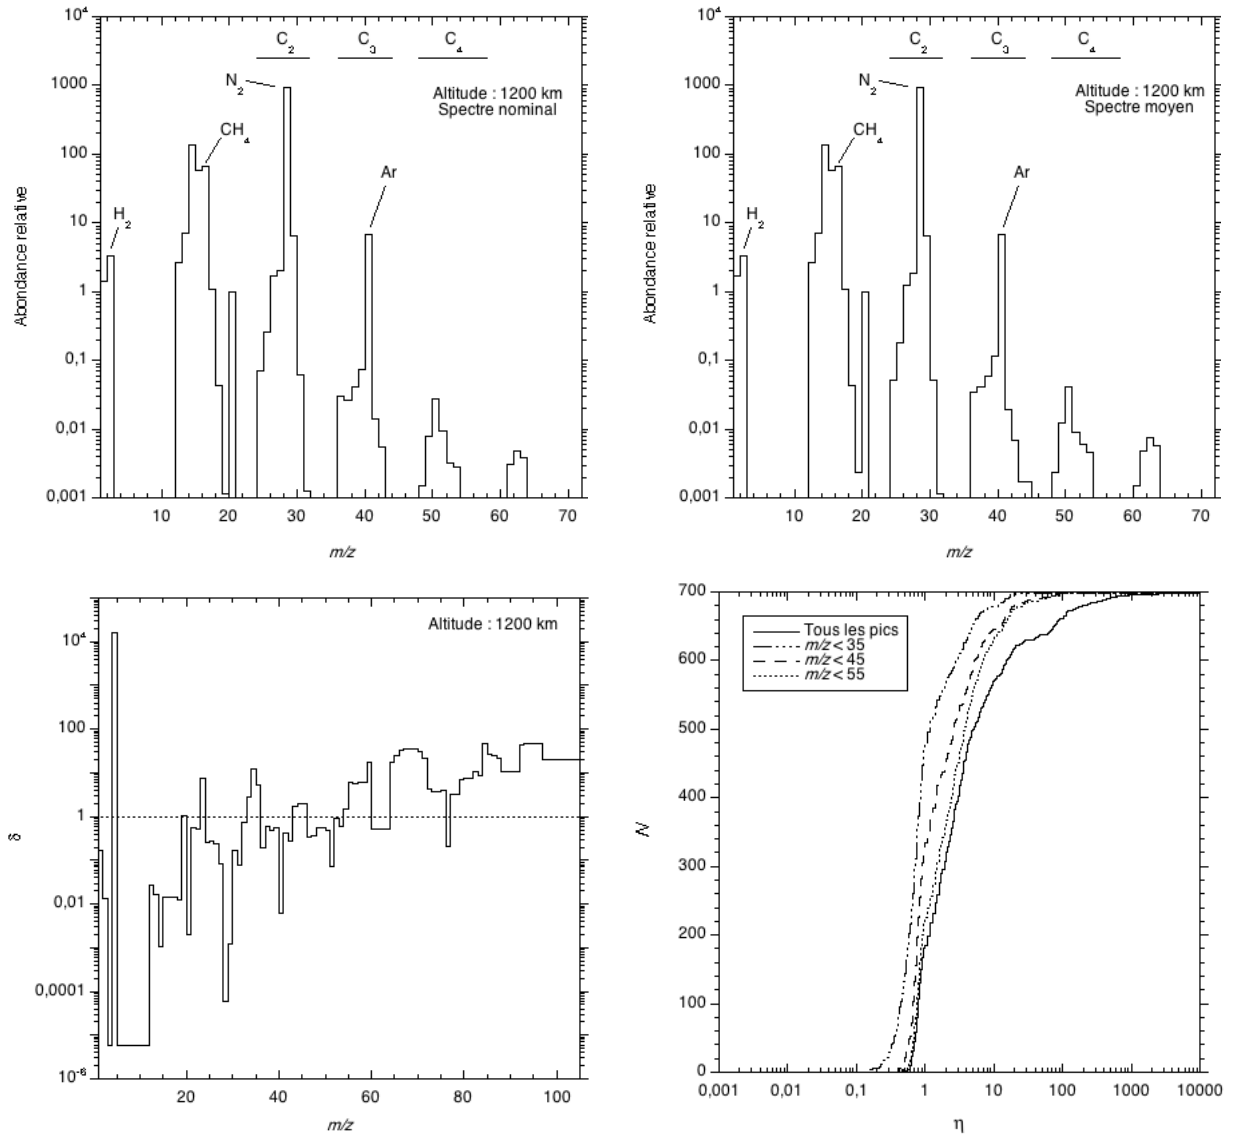 10⁴
1000
100
10
1
0,1
0,01
0,001
Abondance relative
C₂
C₃
C₄
N₂
CH₄
H₂
Ar
Altitude : 1200 km
Spectre nominal
10 20 30 40 50 60 70
m/z
10⁴
1000
100
10
1
0,1
0,01
0,001
Abondance relative
C₂
C₃
C₄
N₂
CH₄
H₂
Ar
Altitude : 1200 km
Spectre moyen
10 20 30 40 50 60 70
m/z
10⁴
100
1
0,01
0,0001
10⁻⁶
δ
Altitude : 1200 km
20 40 60 80 100
m/z
700
600
500
400
300
200
100
0
N
Tous les pics
m/z < 35
m/z < 45
m/z < 55
0,001 0,01 0,1 1 10 100 1000 10000
η